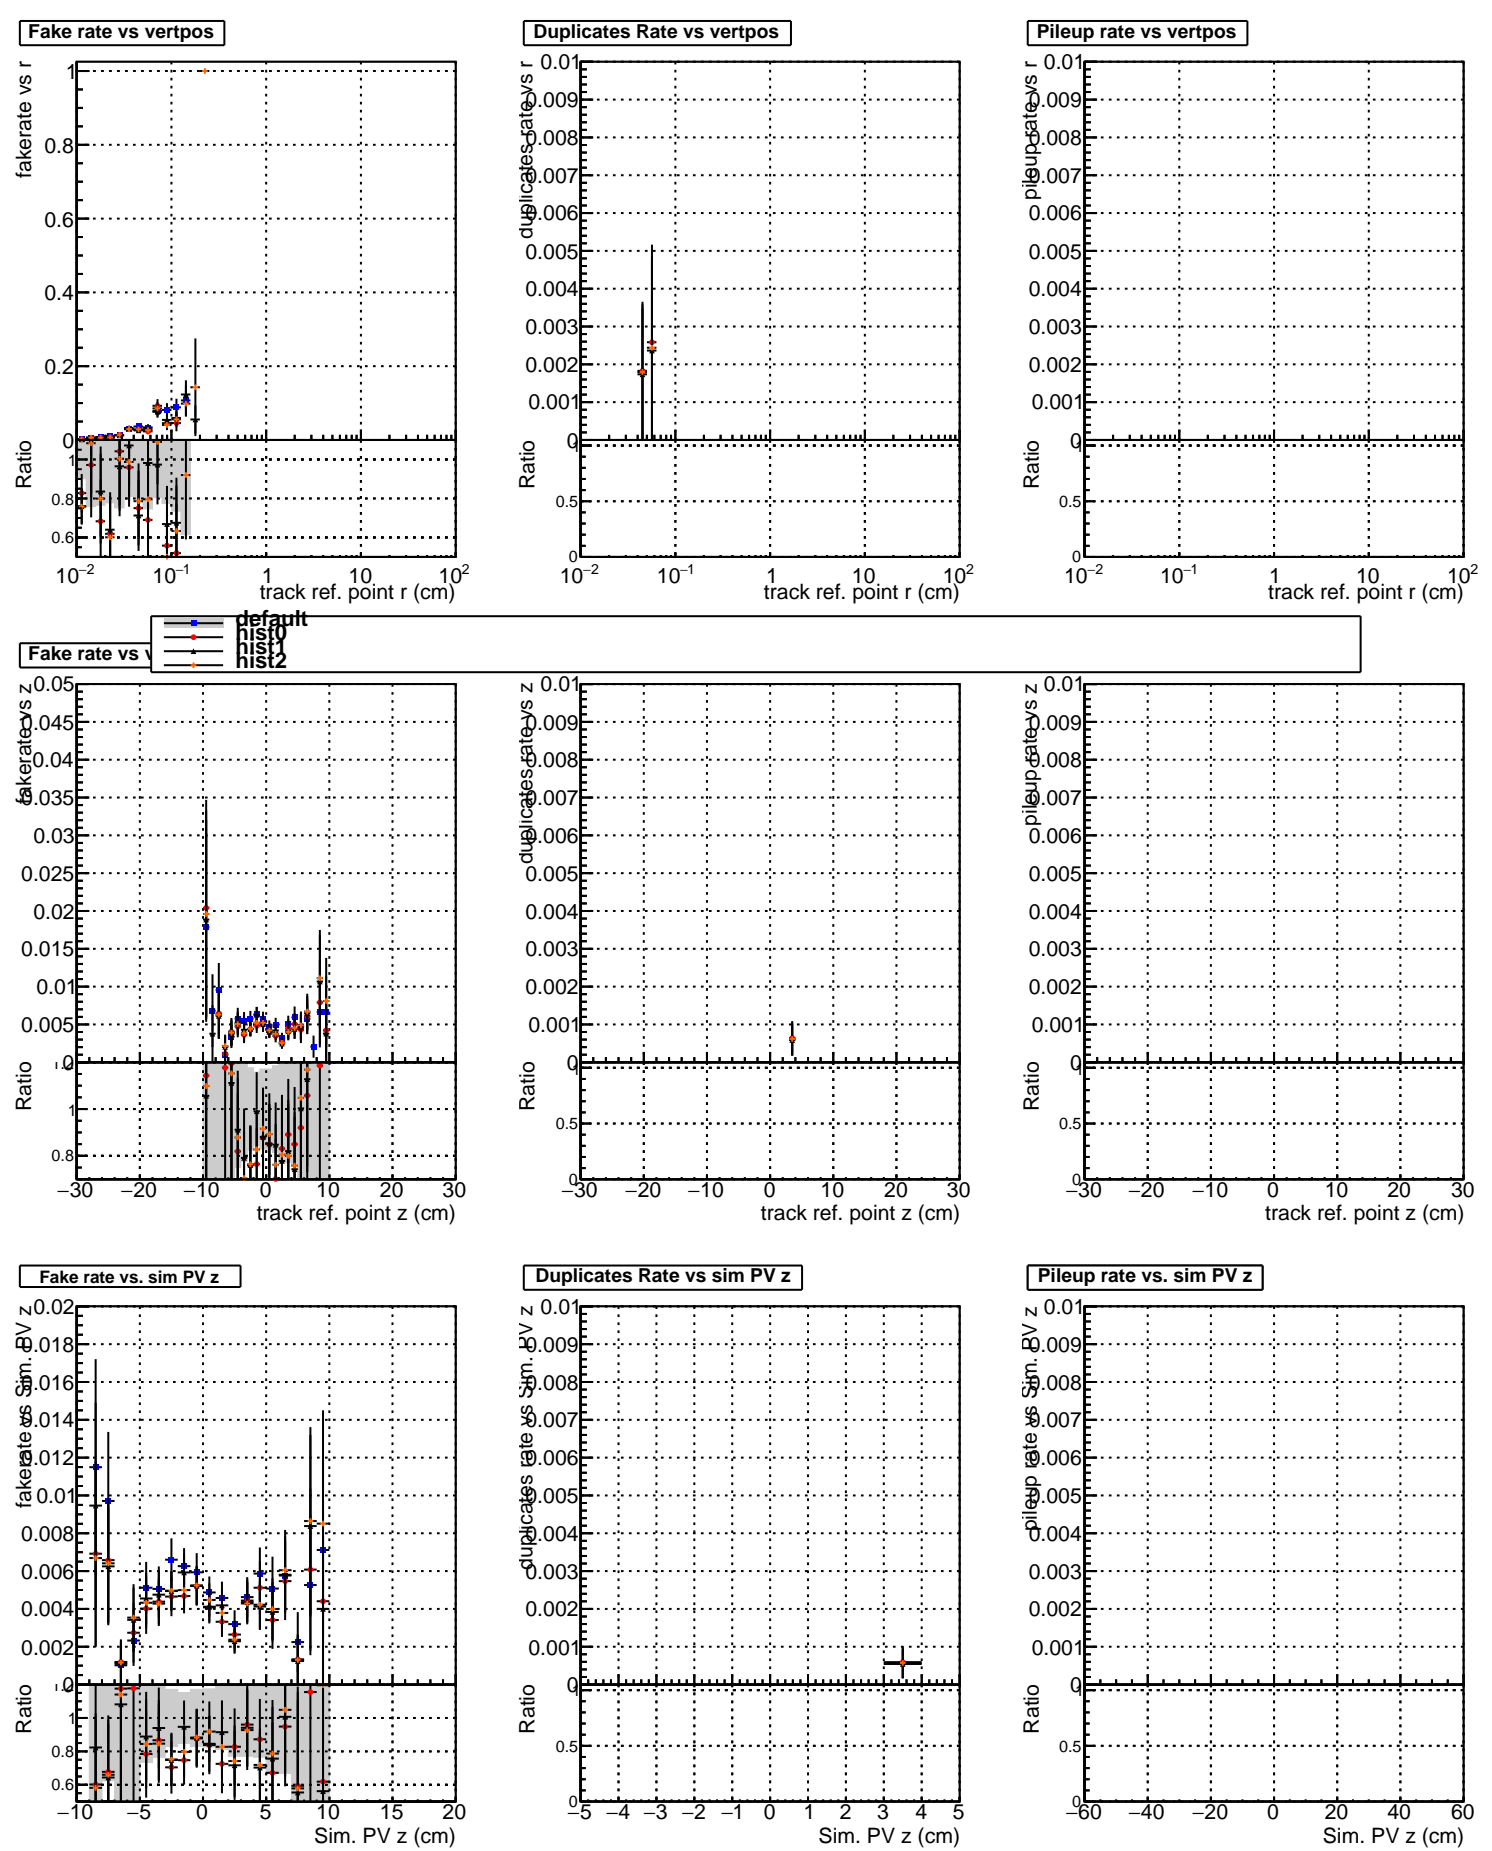 Fake rate vs vertpos
Duplicates Rate vs vertpos
Pileup rate vs vertpos
fakerate vs r
1
0.8
0.6
0.4
0.2
0
duplicates rate vs r
0.01
0.009
0.008
0.007
0.006
0.005
0.004
0.003
0.002
0.001
0
pileup rate vs r
0.01
0.009
0.008
0.007
0.006
0.005
0.004
0.003
0.002
0.001
0
Ratio
1
0.8
0.6
10−2 10−1 1 10 102
track ref. point r (cm)
Ratio
1
0.5
0
10−2 10−1 1 10 102
track ref. point r (cm)
Ratio
1
0.5
0
10−2 10−1 1 10 102
track ref. point r (cm)
default
hist0
hist1
hist2
Fake rate vs v
fakerate vs z
0.05
0.045
0.04
0.035
0.03
0.025
0.02
0.015
0.01
0.005
0
duplicates rate vs z
0.01
0.009
0.008
0.007
0.006
0.005
0.004
0.003
0.002
0.001
0
pileup rate vs z
0.01
0.009
0.008
0.007
0.006
0.005
0.004
0.003
0.002
0.001
0
Ratio
1
0.8
−30 −20 −10 0 10 20 30
track ref. point z (cm)
Ratio
0.5
0
−30 −20 −10 0 10 20 30
track ref. point z (cm)
Ratio
0.5
0
−30 −20 −10 0 10 20 30
track ref. point z (cm)
Fake rate vs. sim PV z
Duplicates Rate vs sim PV z
Pileup rate vs. sim PV z
fakerate vs Sim. PV z
0.02
0.018
0.016
0.014
0.012
0.01
0.008
0.006
0.004
0.002
0
duplicates rate vs Sim. PV z
0.01
0.009
0.008
0.007
0.006
0.005
0.004
0.003
0.002
0.001
0
pileup rate vs Sim. PV z
0.01
0.009
0.008
0.007
0.006
0.005
0.004
0.003
0.002
0.001
0
Ratio
1
0.8
0.6
−10 −5 0 5 10 15 20
Sim. PV z (cm)
Ratio
1
0.5
0
−5 −4 −3 −2 −1 0 1 2 3 4 5
Sim. PV z (cm)
Ratio
1
0.5
0
−60 −40 −20 0 20 40 60
Sim. PV z (cm)